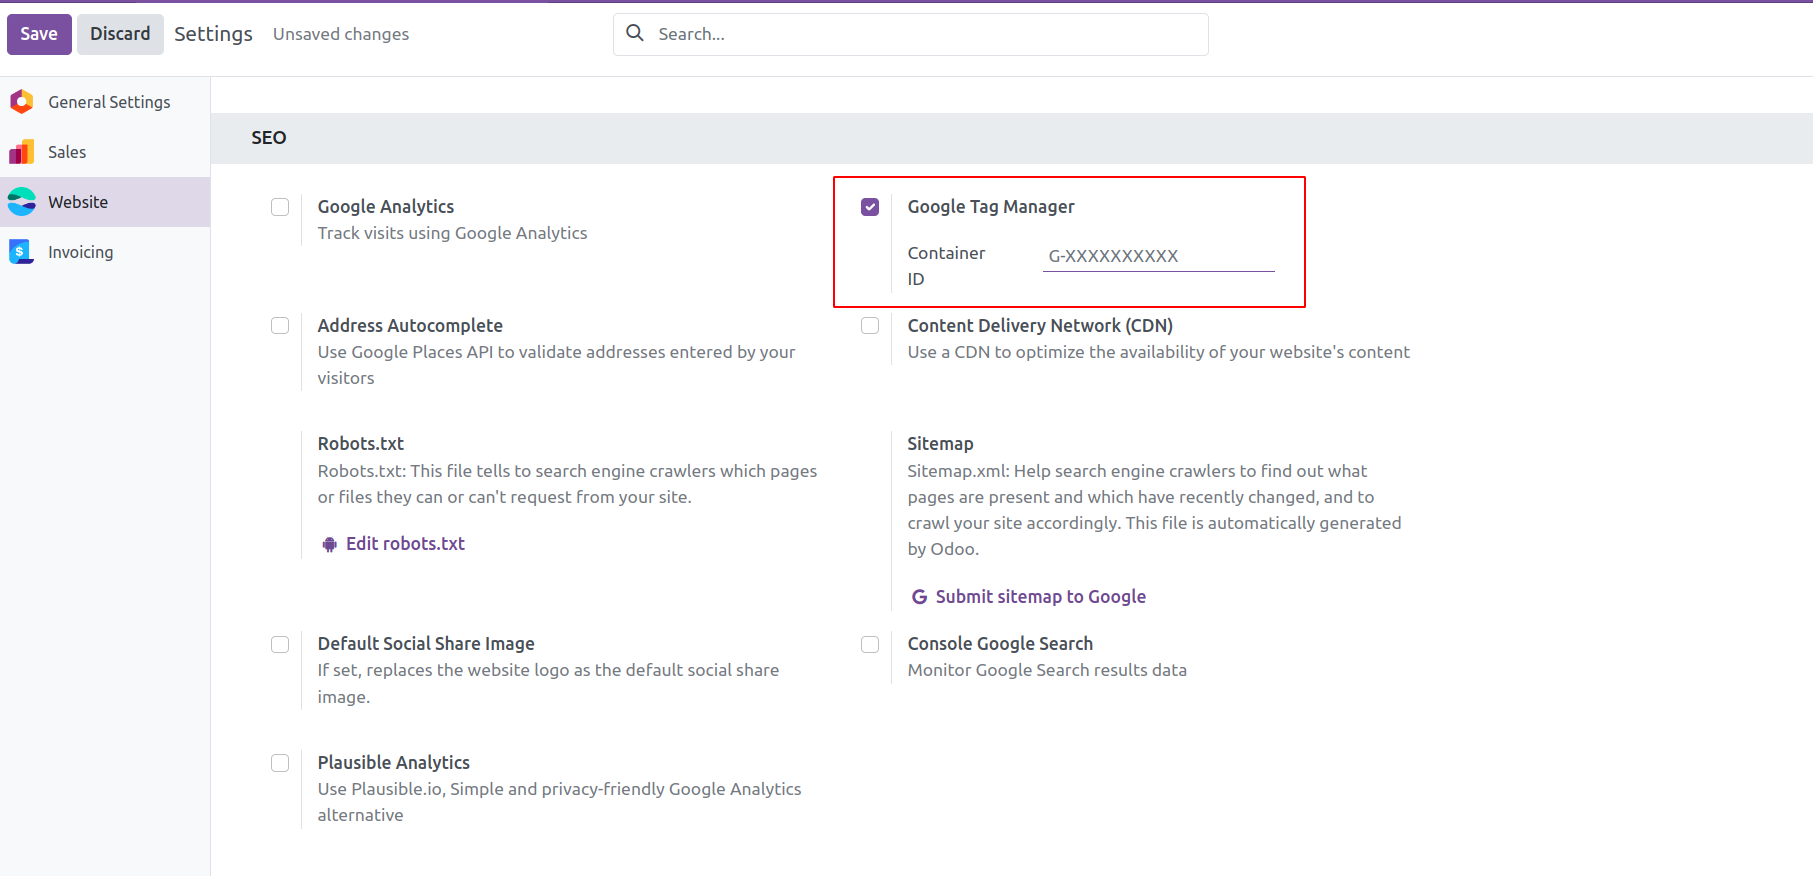 Save Discard Settings Unsaved changes Search...
General Settings
Sales
Website
Invoicing
SEO
Google Analytics
Track visits using Google Analytics
Google Tag Manager
Container
ID
G-XXXXXXXXXX
Address Autocomplete
Use Google Places API to validate addresses entered by your
visitors
Content Delivery Network (CDN)
Use a CDN to optimize the availability of your website's content
Robots.txt
Robots.txt: This file tells to search engine crawlers which pages
or files they can or can't request from your site.
Edit robots.txt
Sitemap
Sitemap.xml: Help search engine crawlers to find out what
pages are present and which have recently changed, and to
crawl your site accordingly. This file is automatically generated
by Odoo.
Submit sitemap to Google
Default Social Share Image
If set, replaces the website logo as the default social share
image.
Console Google Search
Monitor Google Search results data
Plausible Analytics
Use Plausible.io, Simple and privacy-friendly Google Analytics
alternative